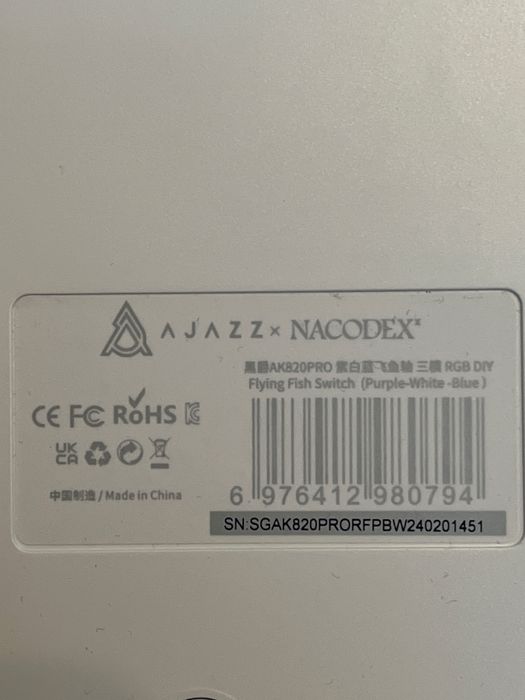 AJAZZ × NACODEX
黑爵AK820PRO 紫白蓝飞鱼轴 三模 RGB DIY
Flying Fish Switch (Purple-White -Blue )
CE FC RoHS
UK
CA
6 976412 980794
中国制造 / Made in China
SN:SGAK820PRORFPBW240201451